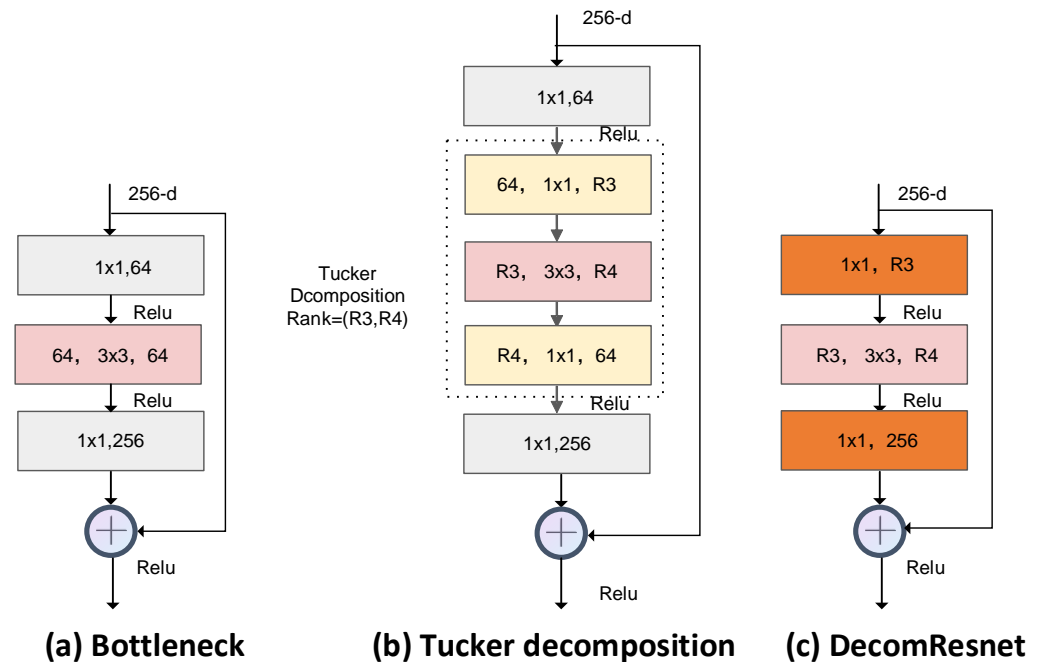 256-d
1x1,64
Relu
64, 3x3, 64
Relu
1x1,256
Relu
(a) Bottleneck
256-d
1x1,64
Relu
64, 1x1, R3
R3, 3x3, R4
R4, 1x1, 64
Relu
1x1,256
Relu
Tucker
Dcomposition
Rank=(R3,R4)
(b) Tucker decomposition
256-d
1x1, R3
Relu
R3, 3x3, R4
Relu
1x1, 256
Relu
(c) DecomResnet